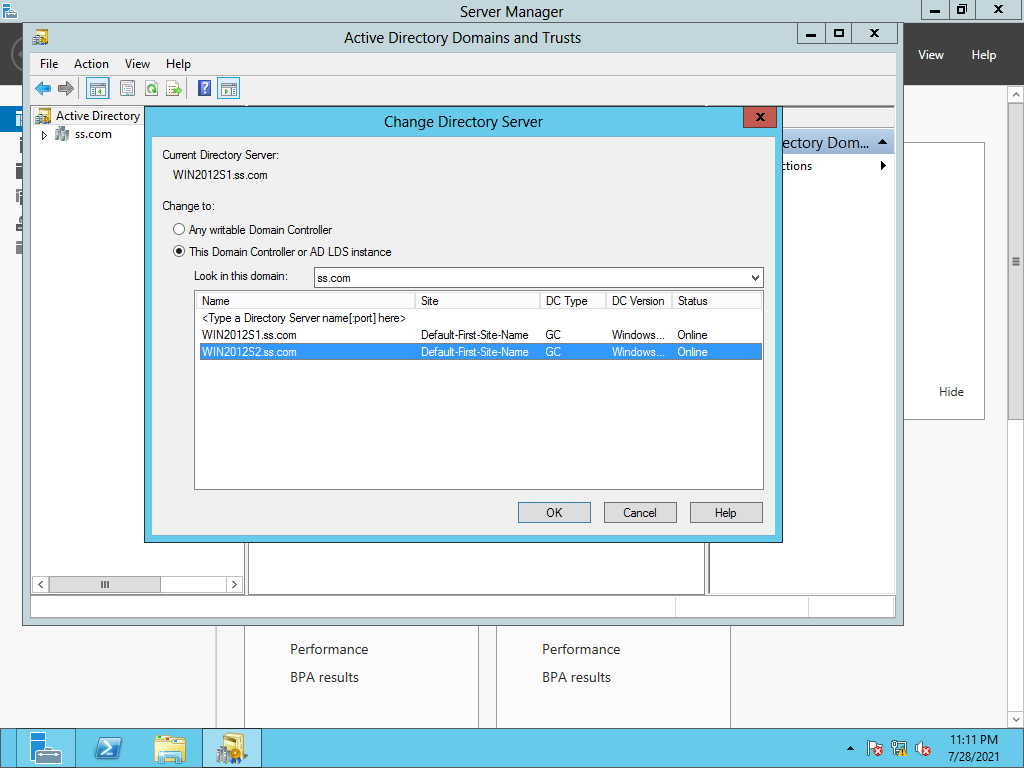 Server Manager
Active Directory Domains and Trusts
View
Help
File Action View Help
Active Directory
ss.com
Change Directory Server
ectory Dom...
ctions
Current Directory Server:
WIN2012S1.ss.com
Change to:
Any writable Domain Controller
This Domain Controller or AD LDS instance
Look in this domain:
ss.com
Name Site DC Type DC Version Status
<Type a Directory Server name[:port] here>
WIN2012S1.ss.com Default-First-Site-Name GC Windows... Online
WIN2012S2.ss.com Default-First-Site-Name GC Windows... Online
Hide
OK Cancel Help
Performance
BPA results
Performance
BPA results
11:11 PM
7/28/2021